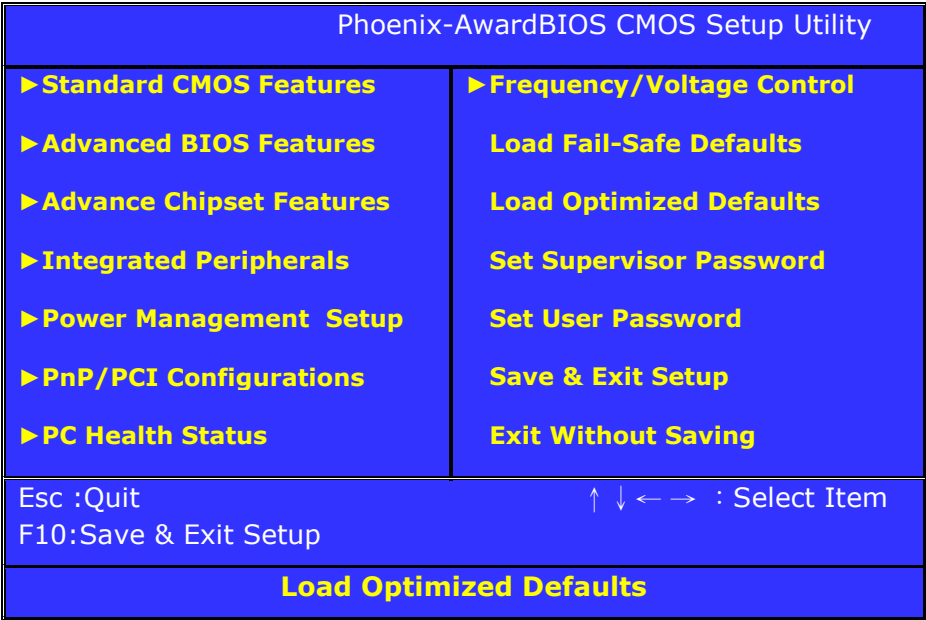 Phoenix-AwardBIOS CMOS Setup Utility
►Standard CMOS Features
►Advanced BIOS Features
►Advance Chipset Features
►Integrated Peripherals
►Power Management  Setup
►PnP/PCI Configurations
►PC Health Status
►Frequency/Voltage Control
Load Fail-Safe Defaults
Load Optimized Defaults
Set Supervisor Password
Set User Password
Save & Exit Setup
Exit Without Saving
Esc :Quit
↑↓←→ : Select Item
F10:Save & Exit Setup
Load Optimized Defaults